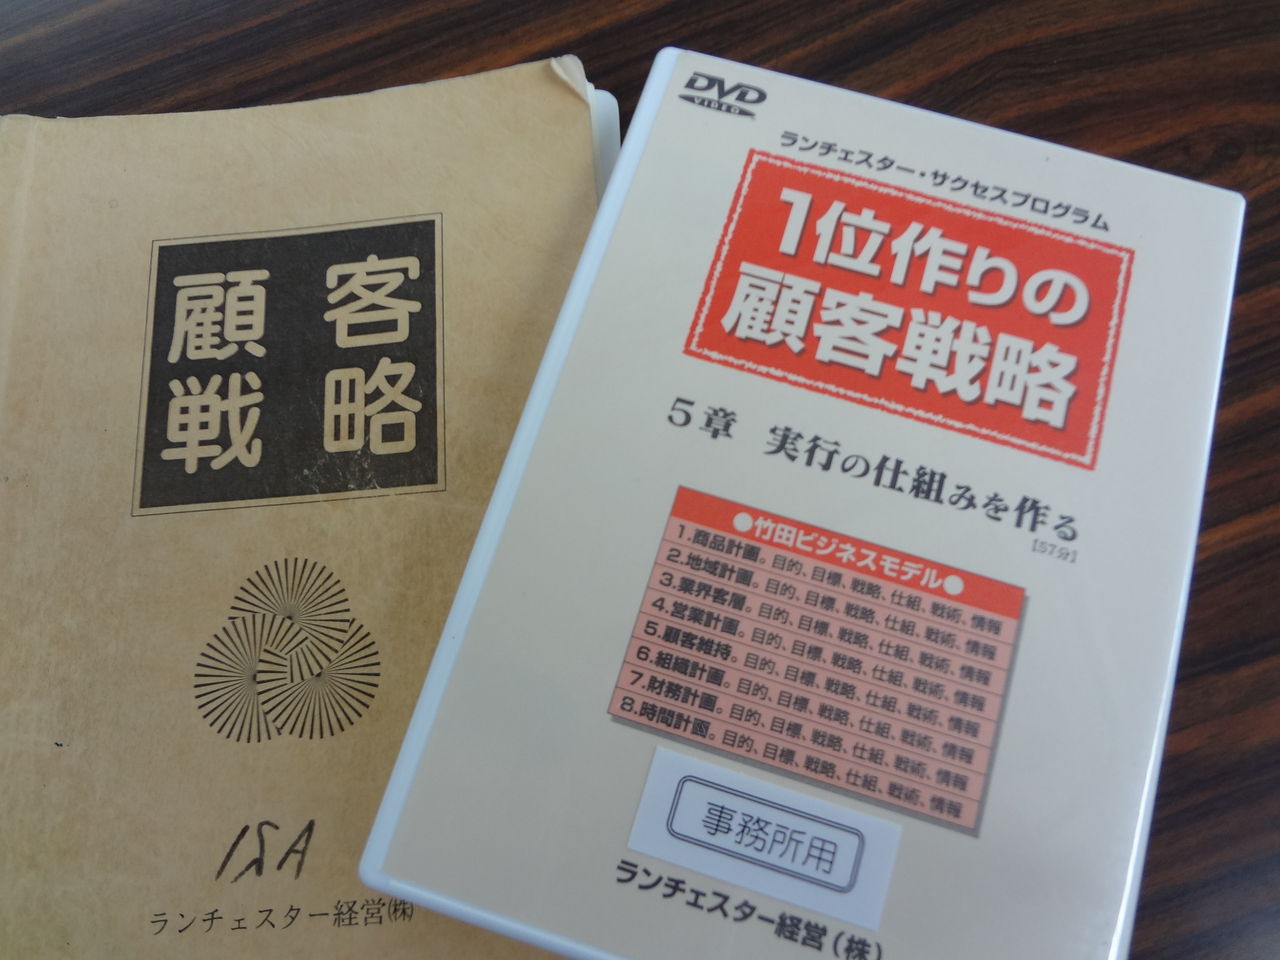 顧客
戦略
ISA
ランチェスター経営㈱
DVD
VIDEO
ランチェスター・サクセスプログラム
1位作りの
顧客戦略
5章 実行の仕組みを作る
【57分】
●竹田ビジネスモデル●
1.商品計画。目的、目標、戦略、仕組、戦術、情報
2.地域計画。目的、目標、戦略、仕組、戦術、情報
3.業界客層。目的、目標、戦略、仕組、戦術、情報
4.営業計画。目的、目標、戦略、仕組、戦術、情報
5.顧客維持。目的、目標、戦略、仕組、戦術、情報
6.組織計画。目的、目標、戦略、仕組、戦術、情報
7.財務計画。目的、目標、戦略、仕組、戦術、情報
8.時間計画。目的、目標、戦略、仕組、戦術、情報
事務所用
ランチェスター経営(株)